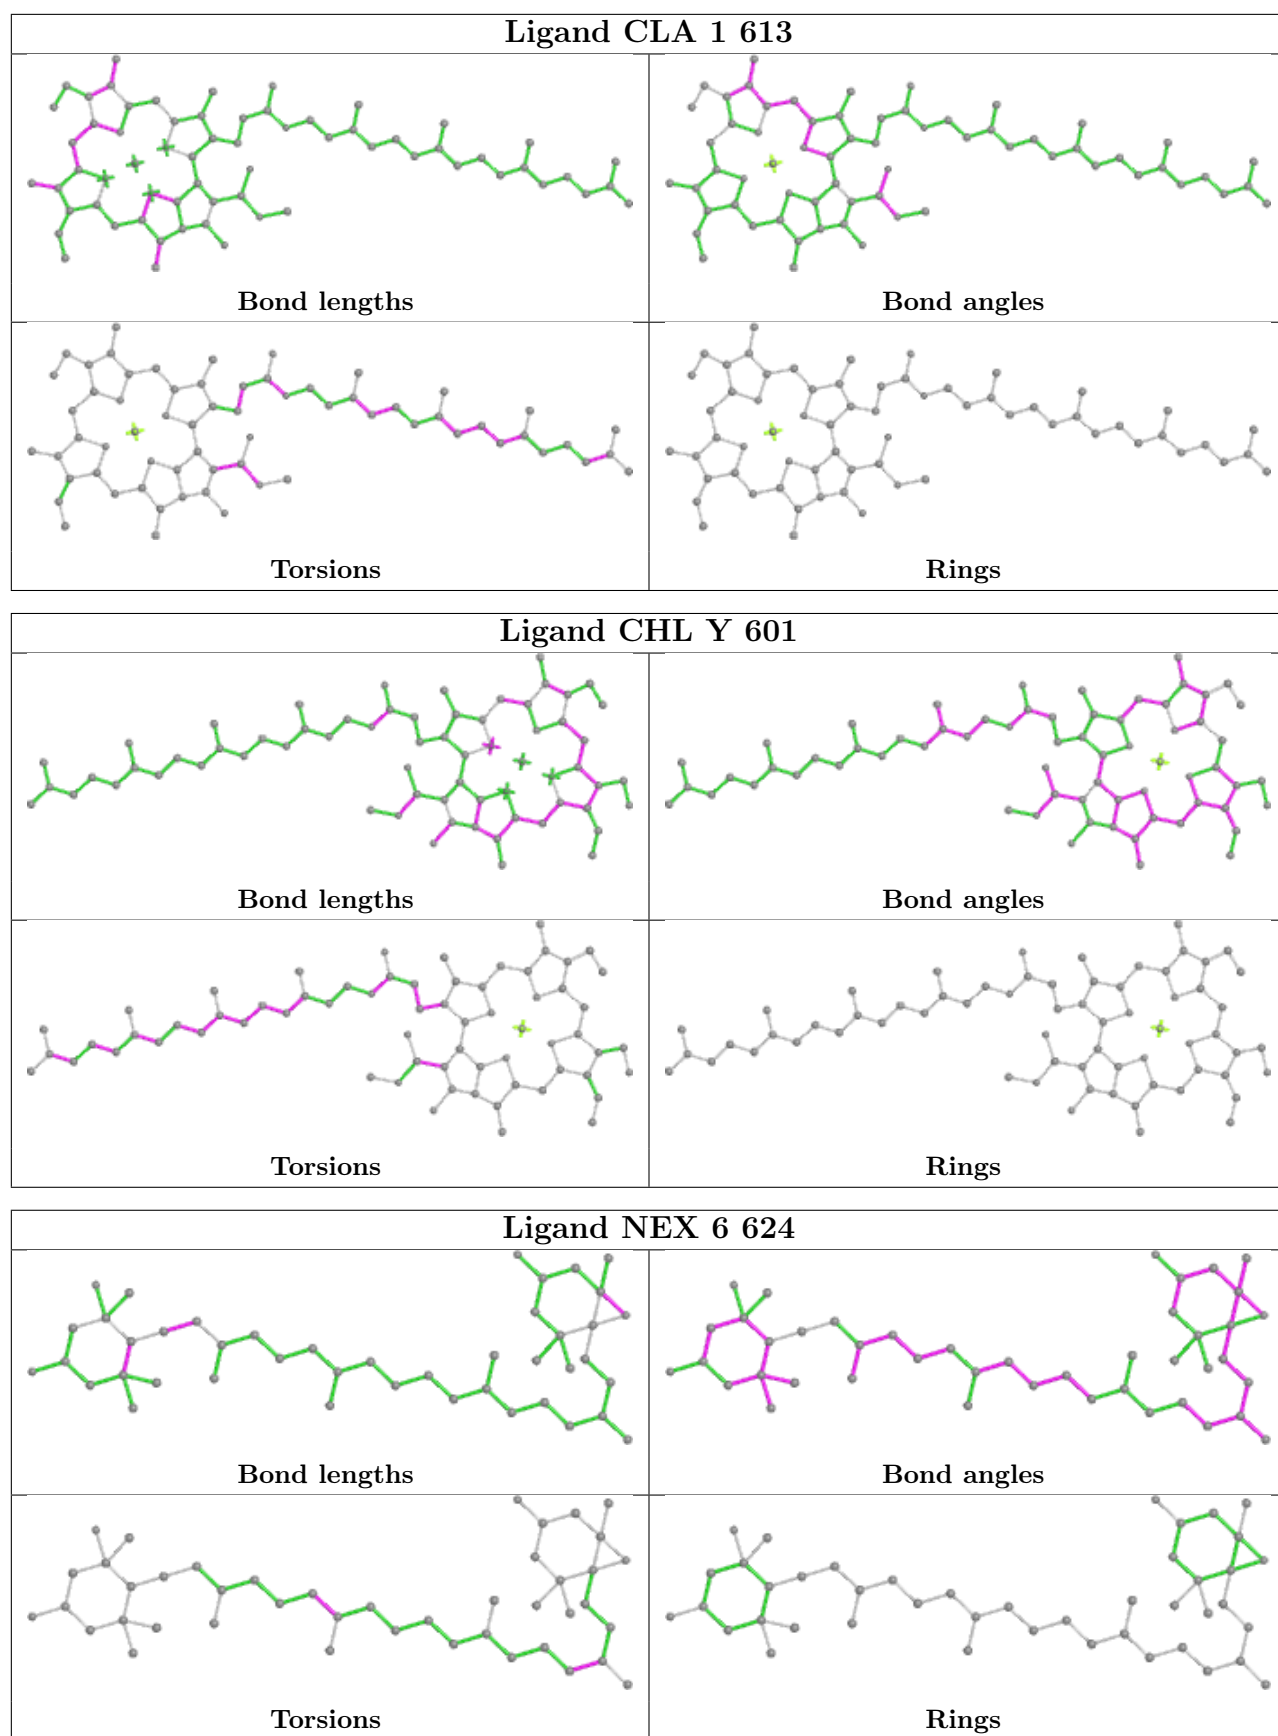 Ligand CLA 1 613
Bond lengths
Bond angles
Torsions
Rings
Ligand CHL Y 601
Bond lengths
Bond angles
Torsions
Rings
Ligand NEX 6 624
Bond lengths
Bond angles
Torsions
Rings